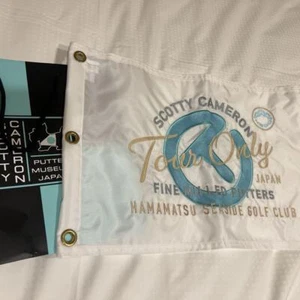 SCOTTY
CAMERON
PUTTER
MUSEUM
JAPAN
SCOTTY CAMERON
Tour Only
JAPAN
FINE MILLED PUTTERS
HAMAMATSU SEASIDE GOLF CLUB